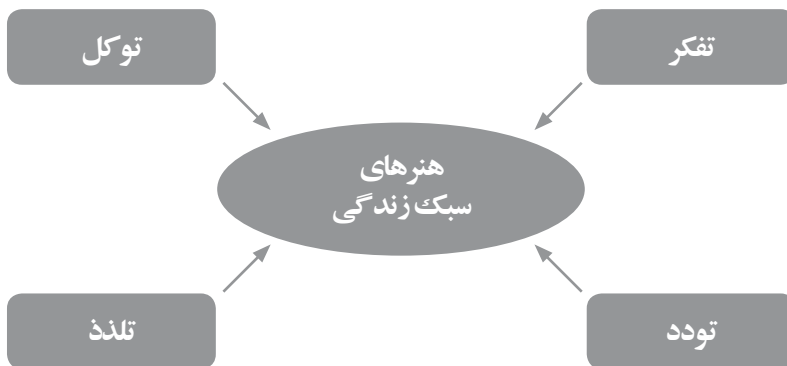 تفکر
توکل
هنرهای
سبک زندگی
تودد
تلذذ